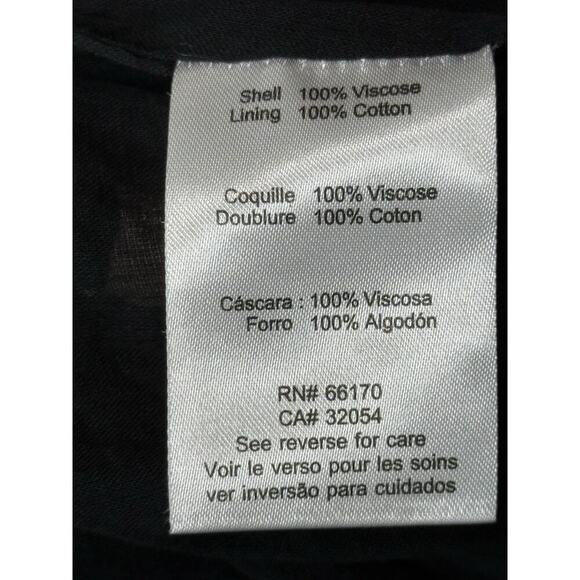 Shell 100% Viscose
Lining 100% Cotton
Coquille 100% Viscose
Doublure 100% Coton
Cáscara : 100% Viscosa
Forro 100% Algodón
RN# 66170
CA# 32054
See reverse for care
Voir le verso pour les soins
ver inversão para cuidados